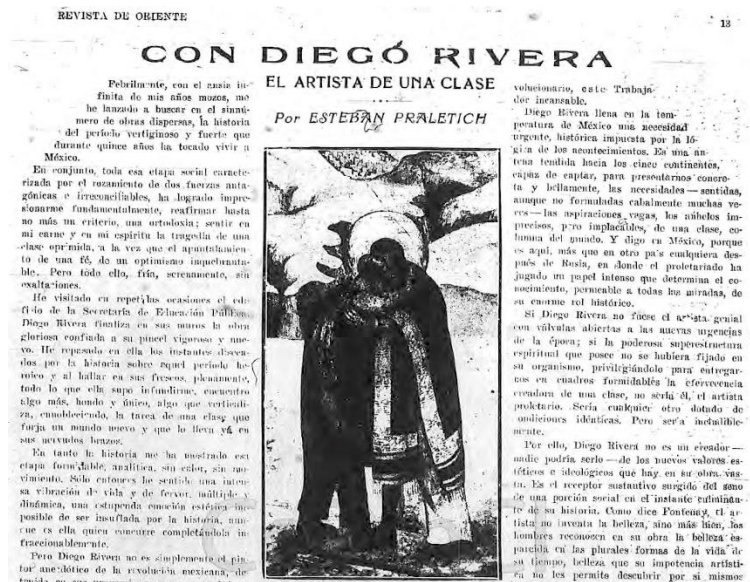 REVISTA DE ORIENTE
13
CON DIEGÓ RIVERA
EL ARTISTA DE UNA CLASE
Por ESTEBAN PRALETICH
Febrilmente, con el ansia in-
finita de mis años mozos, me
he lanzado a buscar en el sinnú-
mero de obras dispersas, la historia
del período vertiginoso y fuerte que
durante quince años ha tocado vivir a
México.
En conjunto, toda esa etapa social caracte-
rizada por el rozamiento de dos fuerzas anta-
gónicas e irreconciliables, ha logrado impre-
sionarme fundamentalmente, reafirmar hasta
no más un criterio, una ortodoxia; sentir en
mi carne y en mi espíritu la tragedia de una
clase oprimida, a la vez que el apuntalamien-
to de una fé, de un optimismo inquebranta-
ble. Pero todo ello, fría, serenamente, sin
exaltaciones.
He visitado en repetidas ocasiones el edi-
ficio de la Secretaría de Educación Pública.
Diego Rivera finaliza en sus muros la obra
gloriosa confiada a su pincel vigoroso y nue-
vo. He repasado en ella los instantes diseca-
dos por la historia sobre aquel período he-
roico y al hallar en sus frescos, plenamente,
todo lo que ella supo infundirme, encuentro
algo más, hondo y único, algo que verticali-
za, ennobleciendo, la tarea de una clase que
forja un mundo nuevo y que lo lleva yá en
sus nervudos brazos.
En tanto la historia me ha mostrado esa
etapa formidable, analítica, sin calor, sin mo-
vimiento. Sólo entonces he sentido una inten-
sa vibración de vida y de fervor, múltiple y
dinámica, una estupenda emoción estética im-
posible de ser insuflada por la historia, aun-
que es ella quien concurre completándola in-
fraccionablemente.
Pero Diego Rivera no es simplemente el pin-
tor anecdótico de la revolución mexicana, de-
volucionario, este Trabaja-
dor incansable.
Diego Rivera llena en la tem-
peratura de México una necesidad
urgente, histórica impuesta por la ló-
gica de los acontecimientos. Es una an-
tena tendida hacia los cinco continentes,
capaz de captar, para presentarnos concre-
ta y bellamente, las necesidades — sentidas,
aunque no formuladas cabalmente muchas ve-
ces — las aspiraciones vagas, los anhelos im-
precisos, pero implacables, de una clase, co-
lumna del mundo. Y digo en México, porque
es aquí, más que en otro país cualquiera des-
pués de Rusia, en donde el proletariado ha
jugado un papel intenso que determina el co-
nocimiento, permeable a todas las miradas, de
su enorme rol histórico.
Si Diego Rivera no fuese el artista genial
con válvulas abiertas a las nuevas urgencias
de la época; si la poderosa superestructura
espiritual que posee no se hubiera fijado en
su organismo, privilegiándolo para entregar-
nos en cuadros formidables la efervecencia
creadora de una clase, no sería él, el artista
proletario. Sería cualquier otro dotado de
condiciones idénticas. Pero sería ineludible-
mente.
Por ello, Diego Rivera no es un creador —
nadie podría serlo — de los nuevos valores es-
téticos e ideológicos que hay en su obra vas-
ta. Es el receptor sustantivo surgido del seno
de una porción social en el instante culminan-
te de su historia. Como dice Fontenay, el ar-
tista no inventa la belleza, sino más bien, los
hombres reconocen en su obra la belleza es-
parcida en las plurales formas de la vida de
su tiempo, belleza que su impotencia artísti-
ca no les permite descubrir por sí mismos